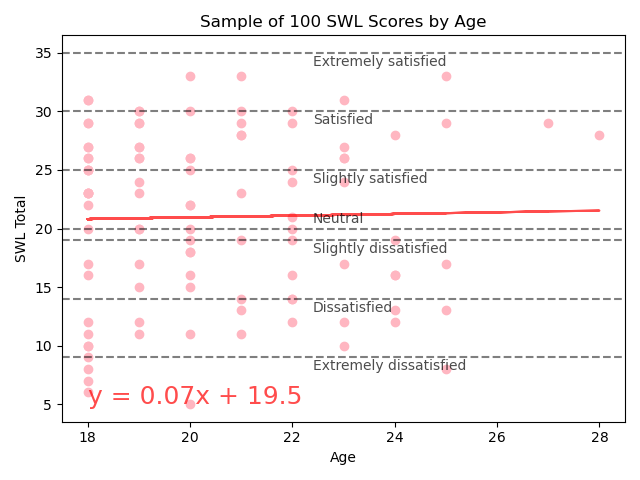 Sample of 100 SWL Scores by Age
35
Extremely satisfied
30
Satisfied
25
Slightly satisfied
Neutral
20
Slightly dissatisfied
15
Dissatisfied
10
Extremely dissatisfied
y = 0.07x + 19.5
5
SWL Total
18 20 22 24 26 28
Age